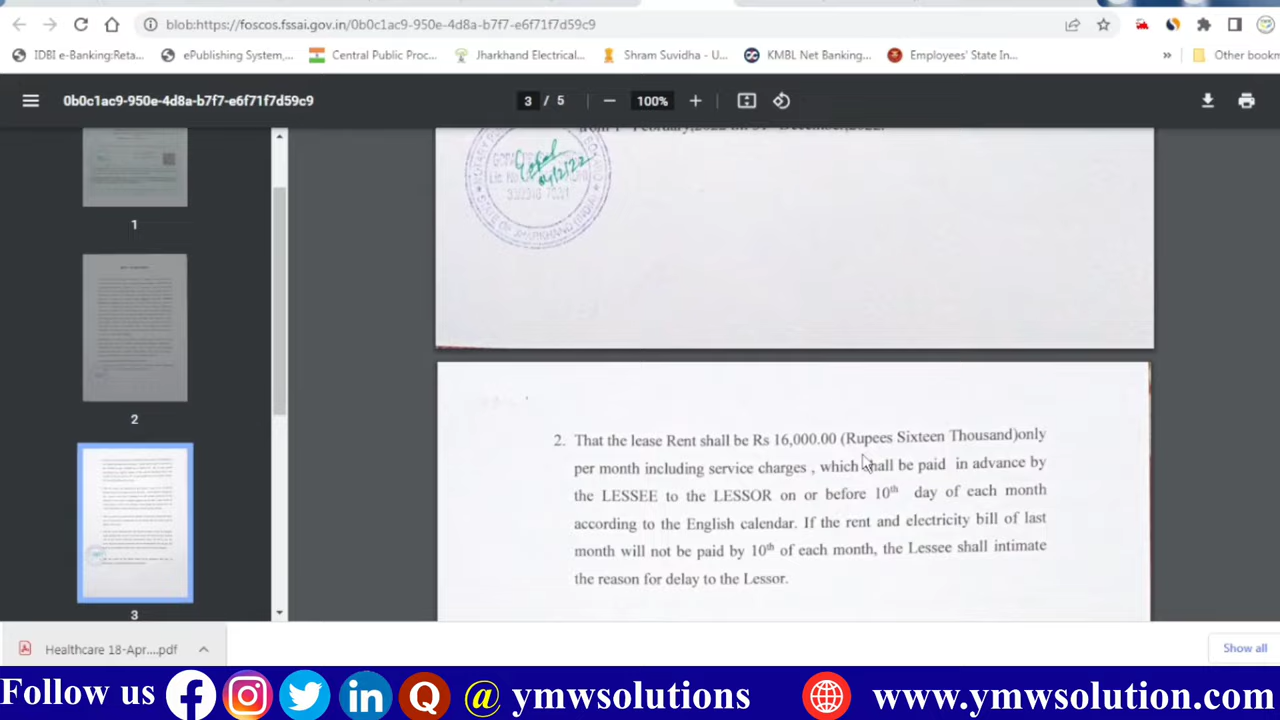 blob:https://foscos.fssai.gov.in/0b0c1ac9-950e-4d8a-b7f7-e6f71f7d59c9
IDBI e-Banking:Reta... ePublishing System,... Central Public Proc... Jharkhand Electrical... Shram Suvidha - U... KMBL Net Banking... Employees' State In... » Other bookm
0b0c1ac9-950e-4d8a-b7f7-e6f71f7d59c9 3 / 5 100%
1
2
3
2. That the lease Rent shall be Rs 16,000.00 (Rupees Sixteen Thousand)only
per month including service charges , which shall be paid in advance by
the LESSEE to the LESSOR on or before 10th day of each month
according to the English calendar. If the rent and electricity bill of last
month will not be paid by 10th of each month, the Lessee shall intimate
the reason for delay to the Lessor.
Healthcare 18-Apr....pdf
Show all
Follow us @ ymwsolutions www.ymwsolution.com